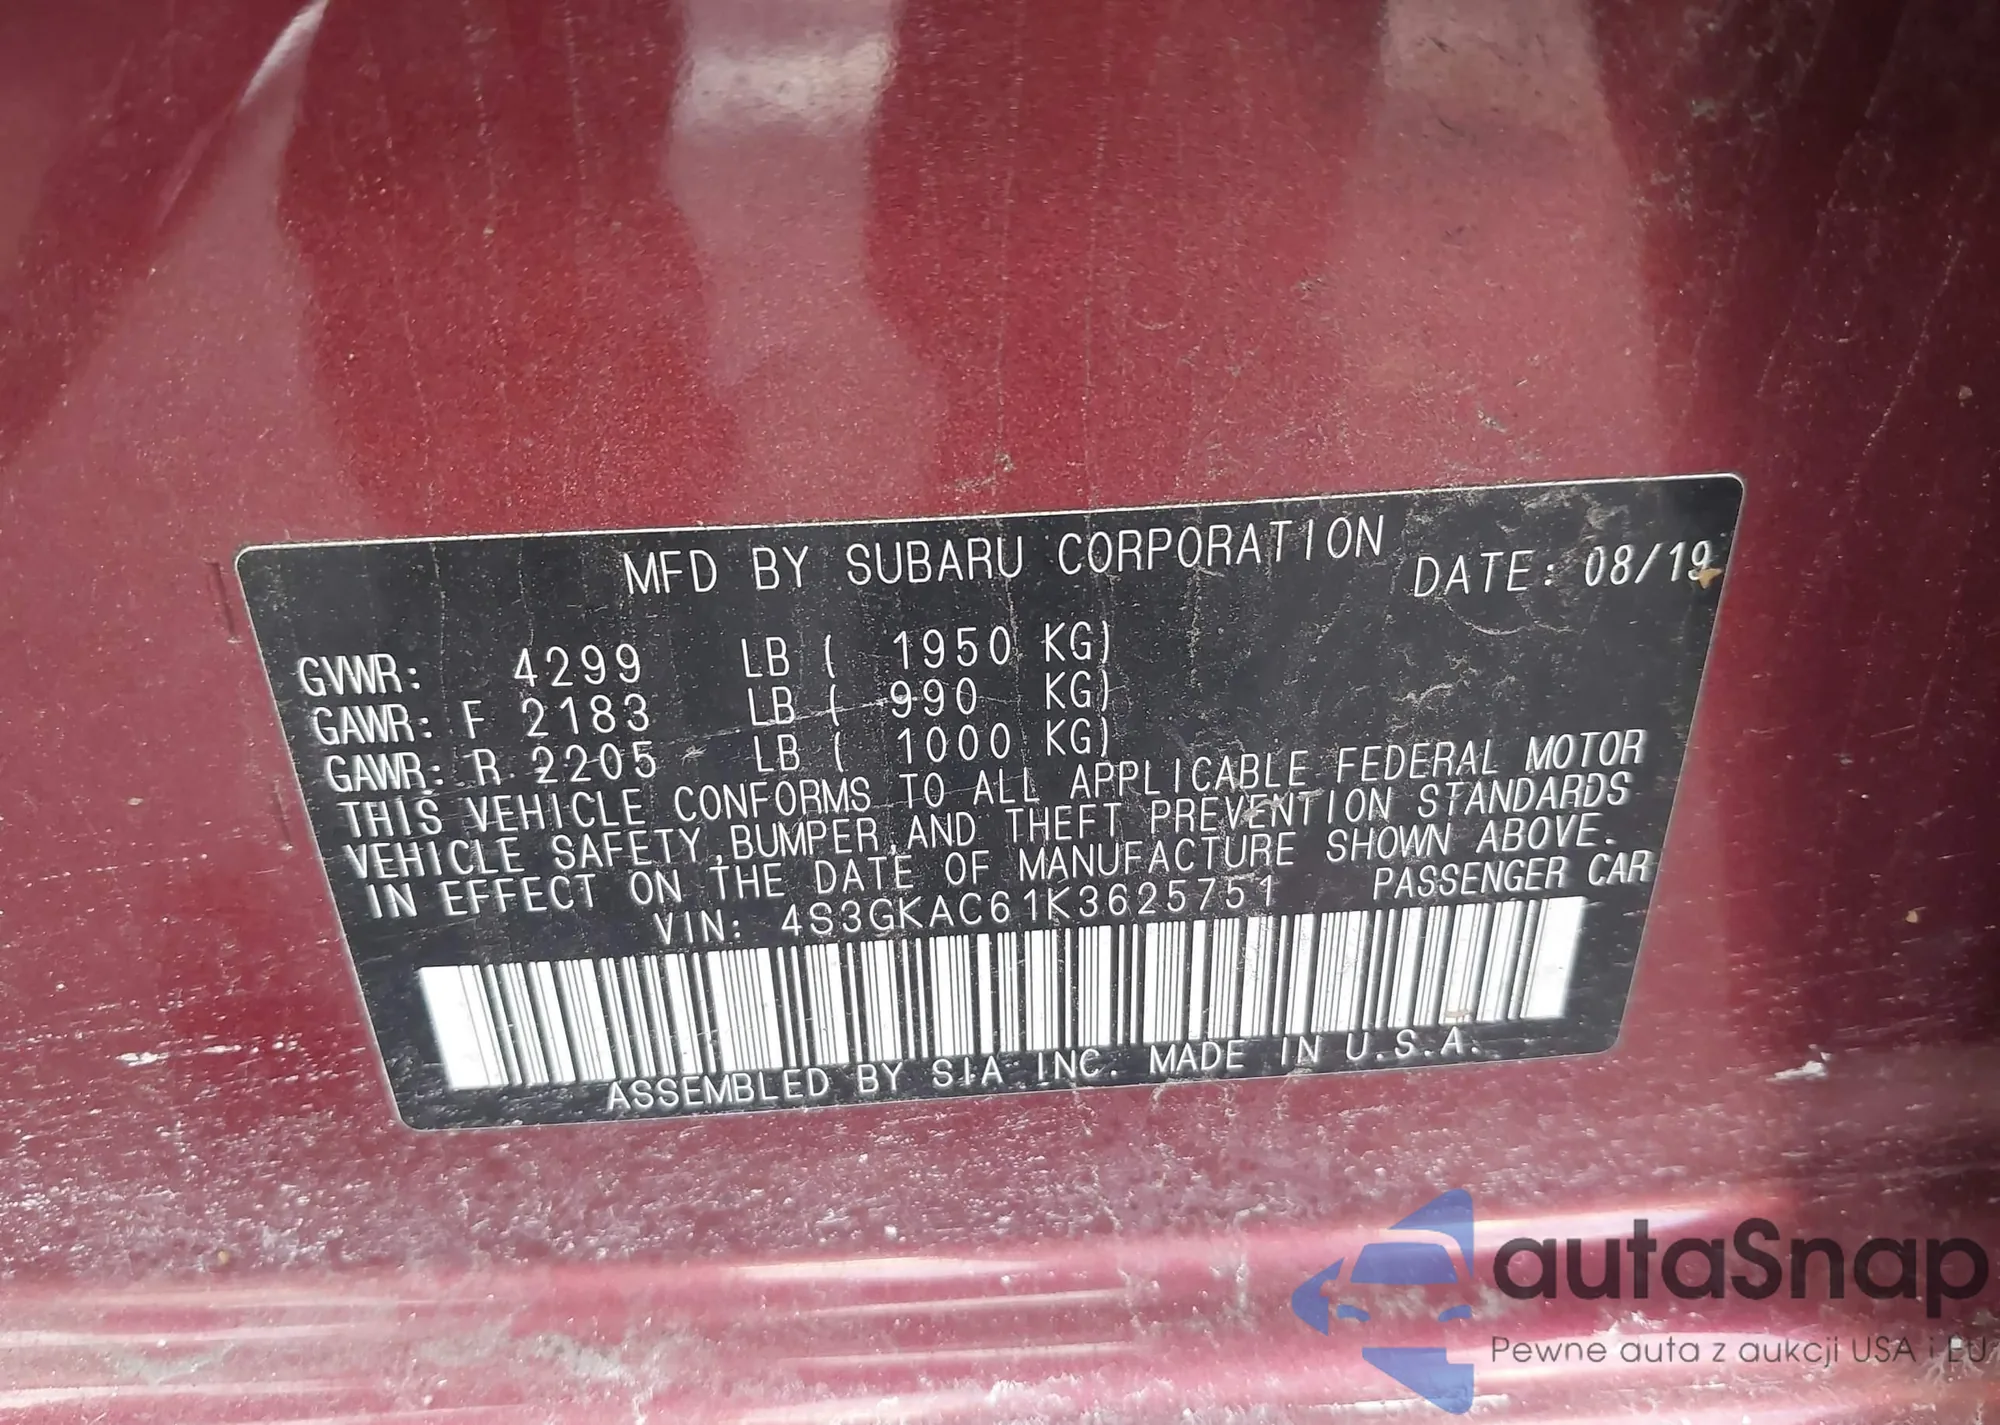 MFD BY SUBARU CORPORATION DATE: 08/19
GVWR: 4299 LB ( 1950 KG)
GAWR: F 2183 LB ( 990 KG)
GAWR: R 2205 LB ( 1000 KG)
THIS VEHICLE CONFORMS TO ALL APPLICABLE FEDERAL MOTOR
VEHICLE SAFETY,BUMPER,AND THEFT PREVENTION STANDARDS
IN EFFECT ON THE DATE OF MANUFACTURE SHOWN ABOVE.
VIN: 4S3GKAC61K3625751 PASSENGER CAR
ASSEMBLED BY SIA INC. MADE IN U.S.A.
autaSnap
Pewne auta z aukcji USA i EU